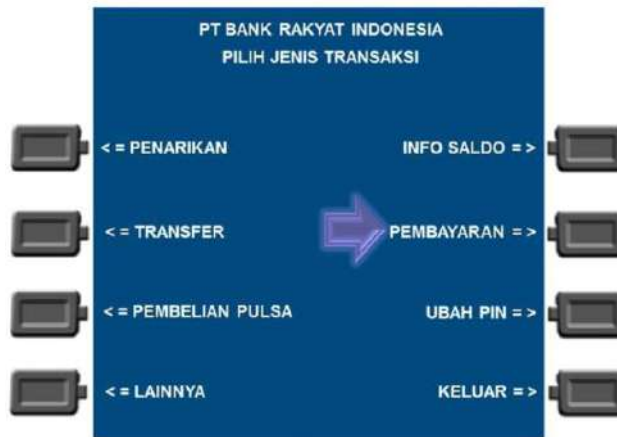 PT BANK RAKYAT INDONESIA
PILIH JENIS TRANSAKSI
< = PENARIKAN
INFO SALDO = >
< = TRANSFER
PEMBAYARAN = >
< = PEMBELIAN PULSA
UBAH PIN = >
< = LAINNYA
KELUAR = >